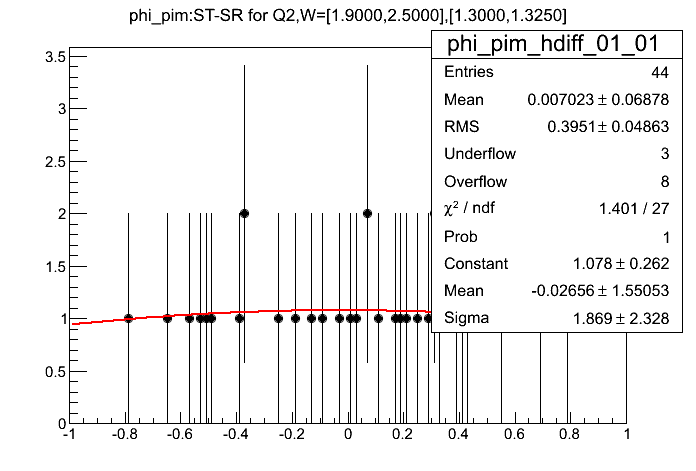 phi_pim:ST-SR for Q2,W=[1.9000,2.5000],[1.3000,1.3250]
phi_pim_hdiff_01_01
Entries 44
Mean 0.007023 ± 0.06878
RMS 0.3951 ± 0.04863
Underflow 3
Overflow 8
χ² / ndf 1.401 / 27
Prob 1
Constant 1.078 ± 0.262
Mean -0.02656 ± 1.55053
Sigma 1.869 ± 2.328
3.5
3
2.5
2
1.5
1
0.5
0
-1 -0.8 -0.6 -0.4 -0.2 0 0.2 0.4 0.6 0.8 1